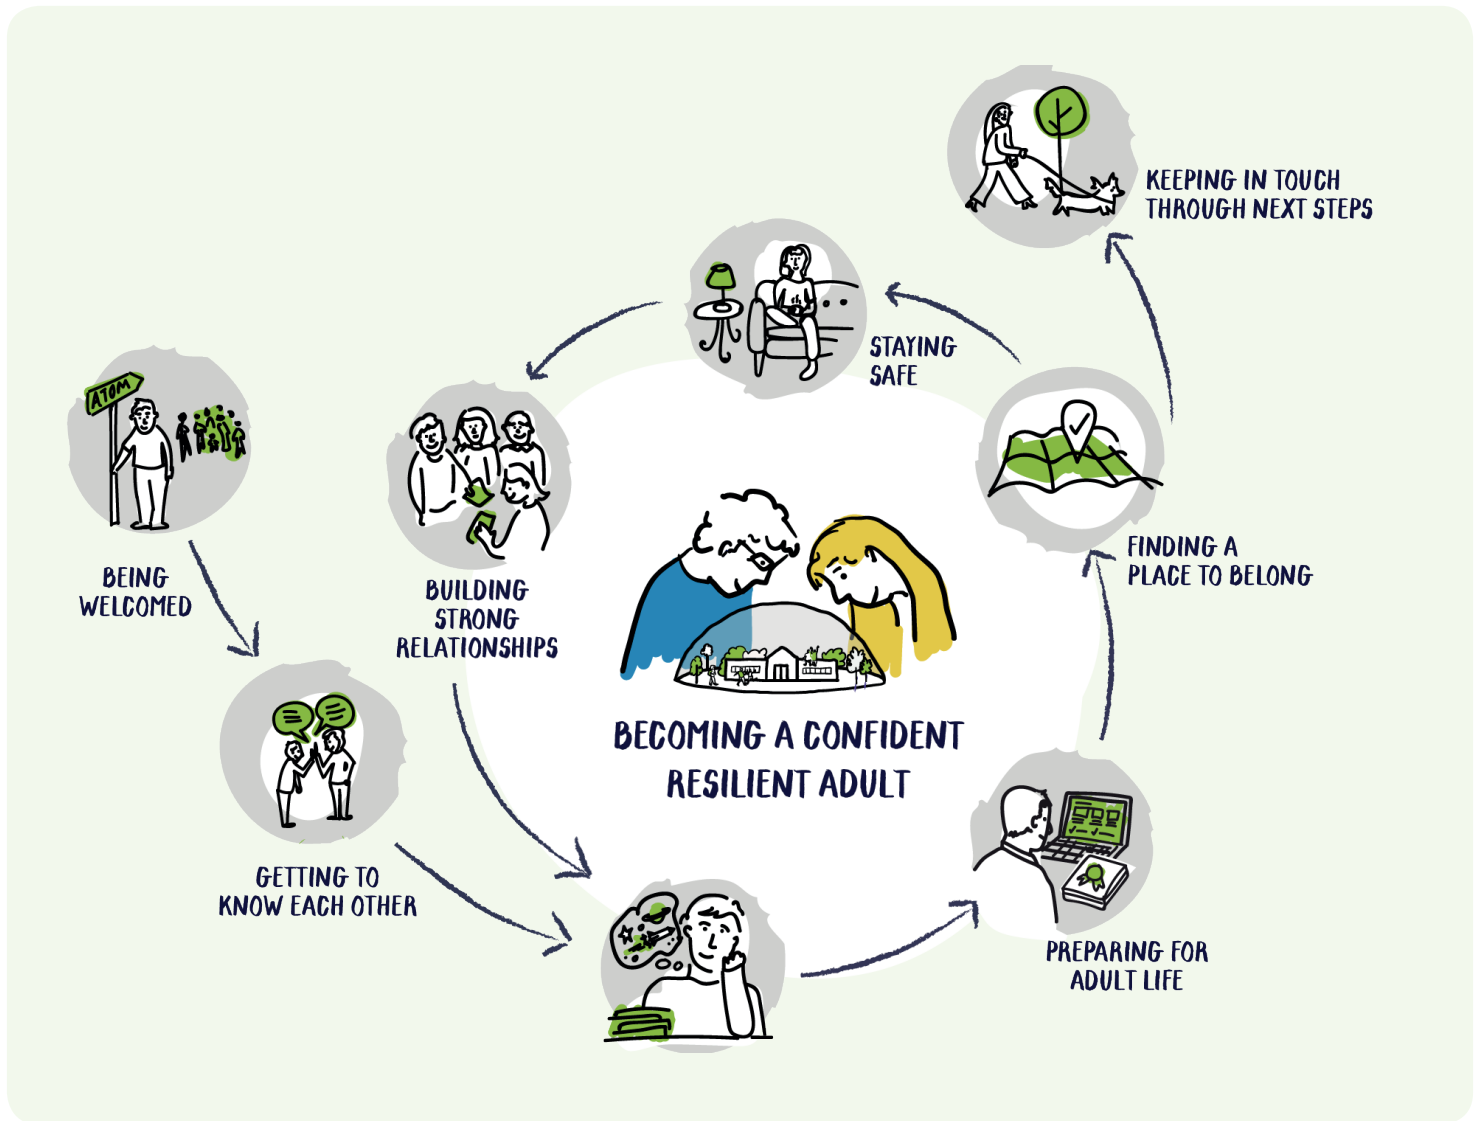 KEEPING IN TOUCH
THROUGH NEXT STEPS
STAYING
SAFE
ATOM
BEING
WELCOMED
BUILDING
STRONG
RELATIONSHIPS
FINDING A
PLACE TO BELONG
BECOMING A CONFIDENT
RESILIENT ADULT
GETTING TO
KNOW EACH OTHER
PREPARING FOR
ADULT LIFE